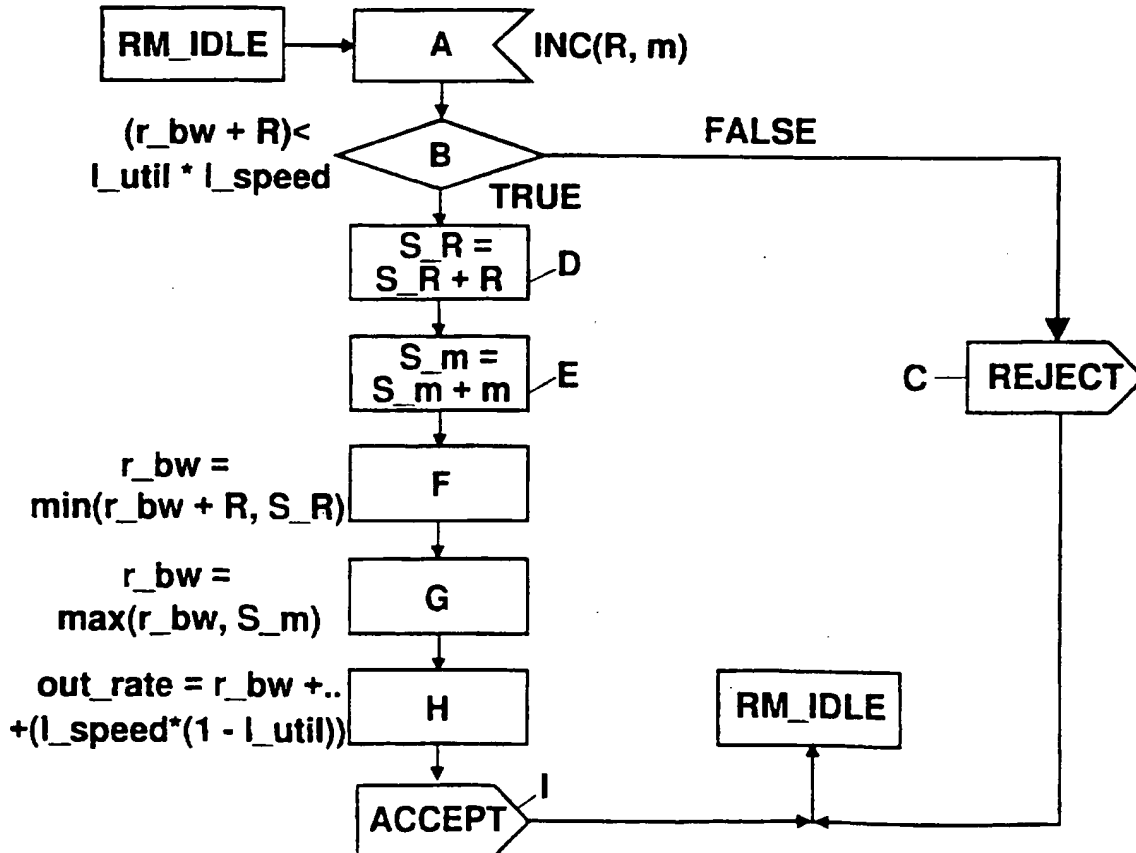 RM_IDLE
A
INC(R, m)
(r_bw + R)<
l_util * l_speed
B
FALSE
TRUE
S_R =
S_R + R
D
S_m =
S_m + m
E
C
REJECT
r_bw =
min(r_bw + R, S_R)
F
r_bw =
max(r_bw, S_m)
G
out_rate = r_bw +..
+(l_speed*(1 - l_util))
H
RM_IDLE
ACCEPT
I